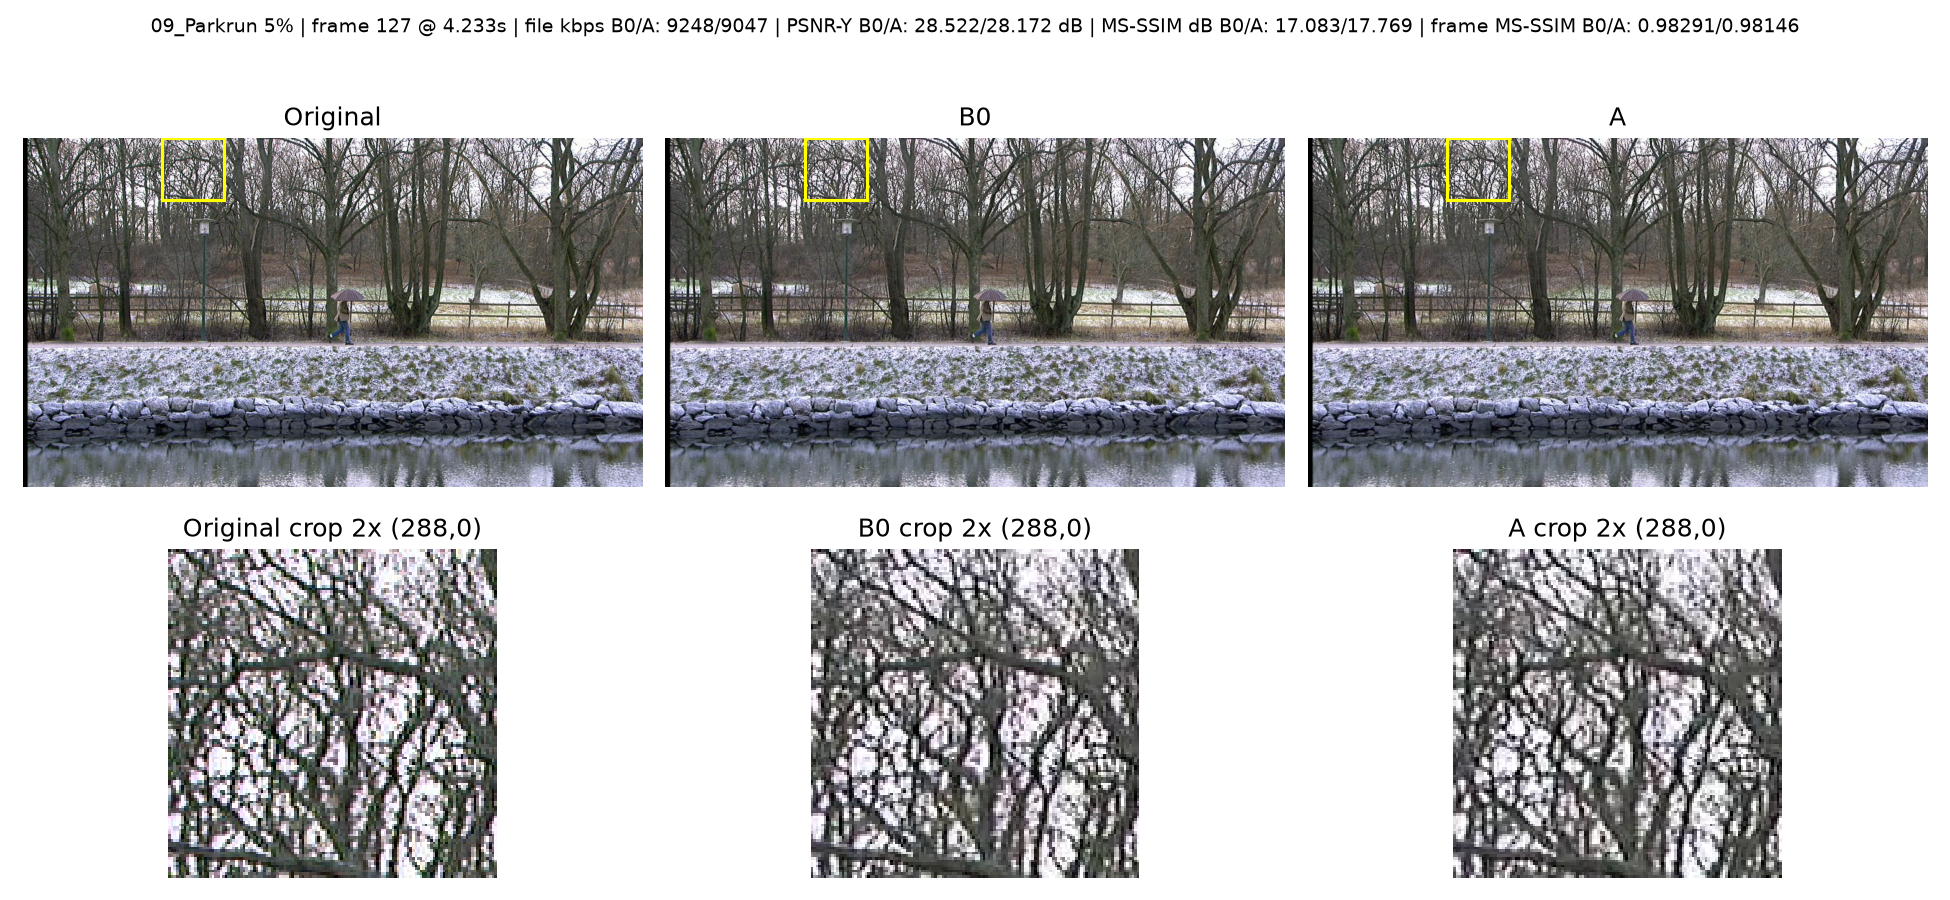 09_Parkrun 5% | frame 127 @ 4.233s | file kbps B0/A: 9248/9047 | PSNR-Y B0/A: 28.522/28.172 dB | MS-SSIM dB B0/A: 17.083/17.769 | frame MS-SSIM B0/A: 0.98291/0.98146
Original
B0
A
Original crop 2x (288,0)
B0 crop 2x (288,0)
A crop 2x (288,0)